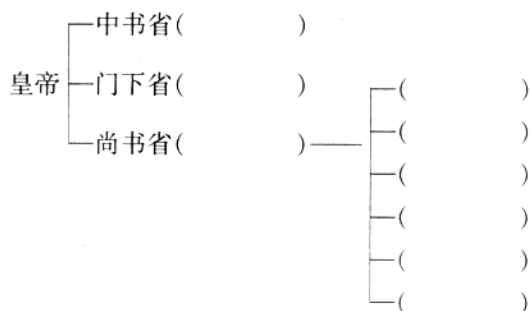 中书省(          )
皇帝
门下省(          )
尚书省(          )
(          )
(          )
(          )
(          )
(          )
(          )